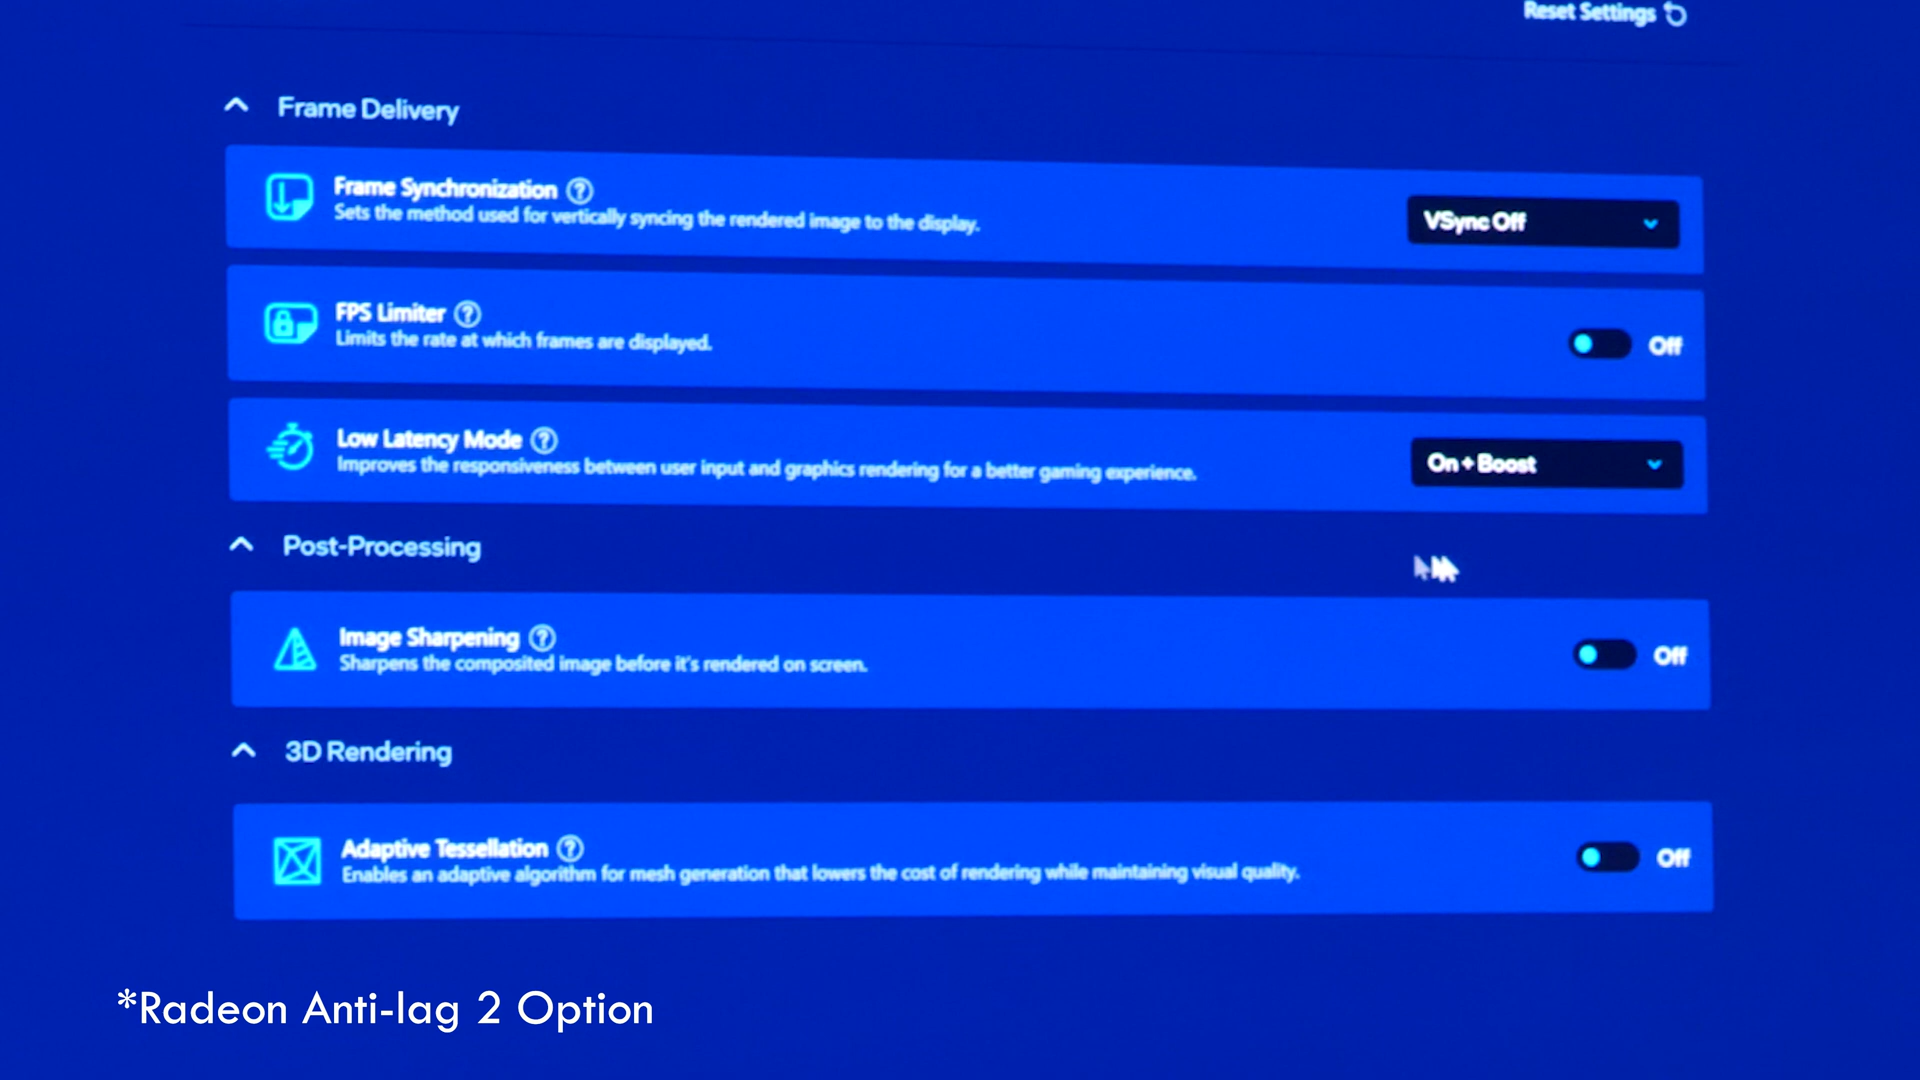 Reset Settings
Frame Delivery
Frame Synchronization
Sets the method used for vertically syncing the rendered image to the display.
VSync Off
FPS Limiter
Limits the rate at which frames are displayed.
Off
Low Latency Mode
Improves the responsiveness between user input and graphics rendering for a better gaming experience.
On + Boost
Post-Processing
Image Sharpening
Sharpens the composited image before it's rendered on screen.
Off
3D Rendering
Adaptive Tessellation
Enables an adaptive algorithm for mesh generation that lowers the cost of rendering while maintaining visual quality.
Off
*Radeon Anti-lag 2 Option